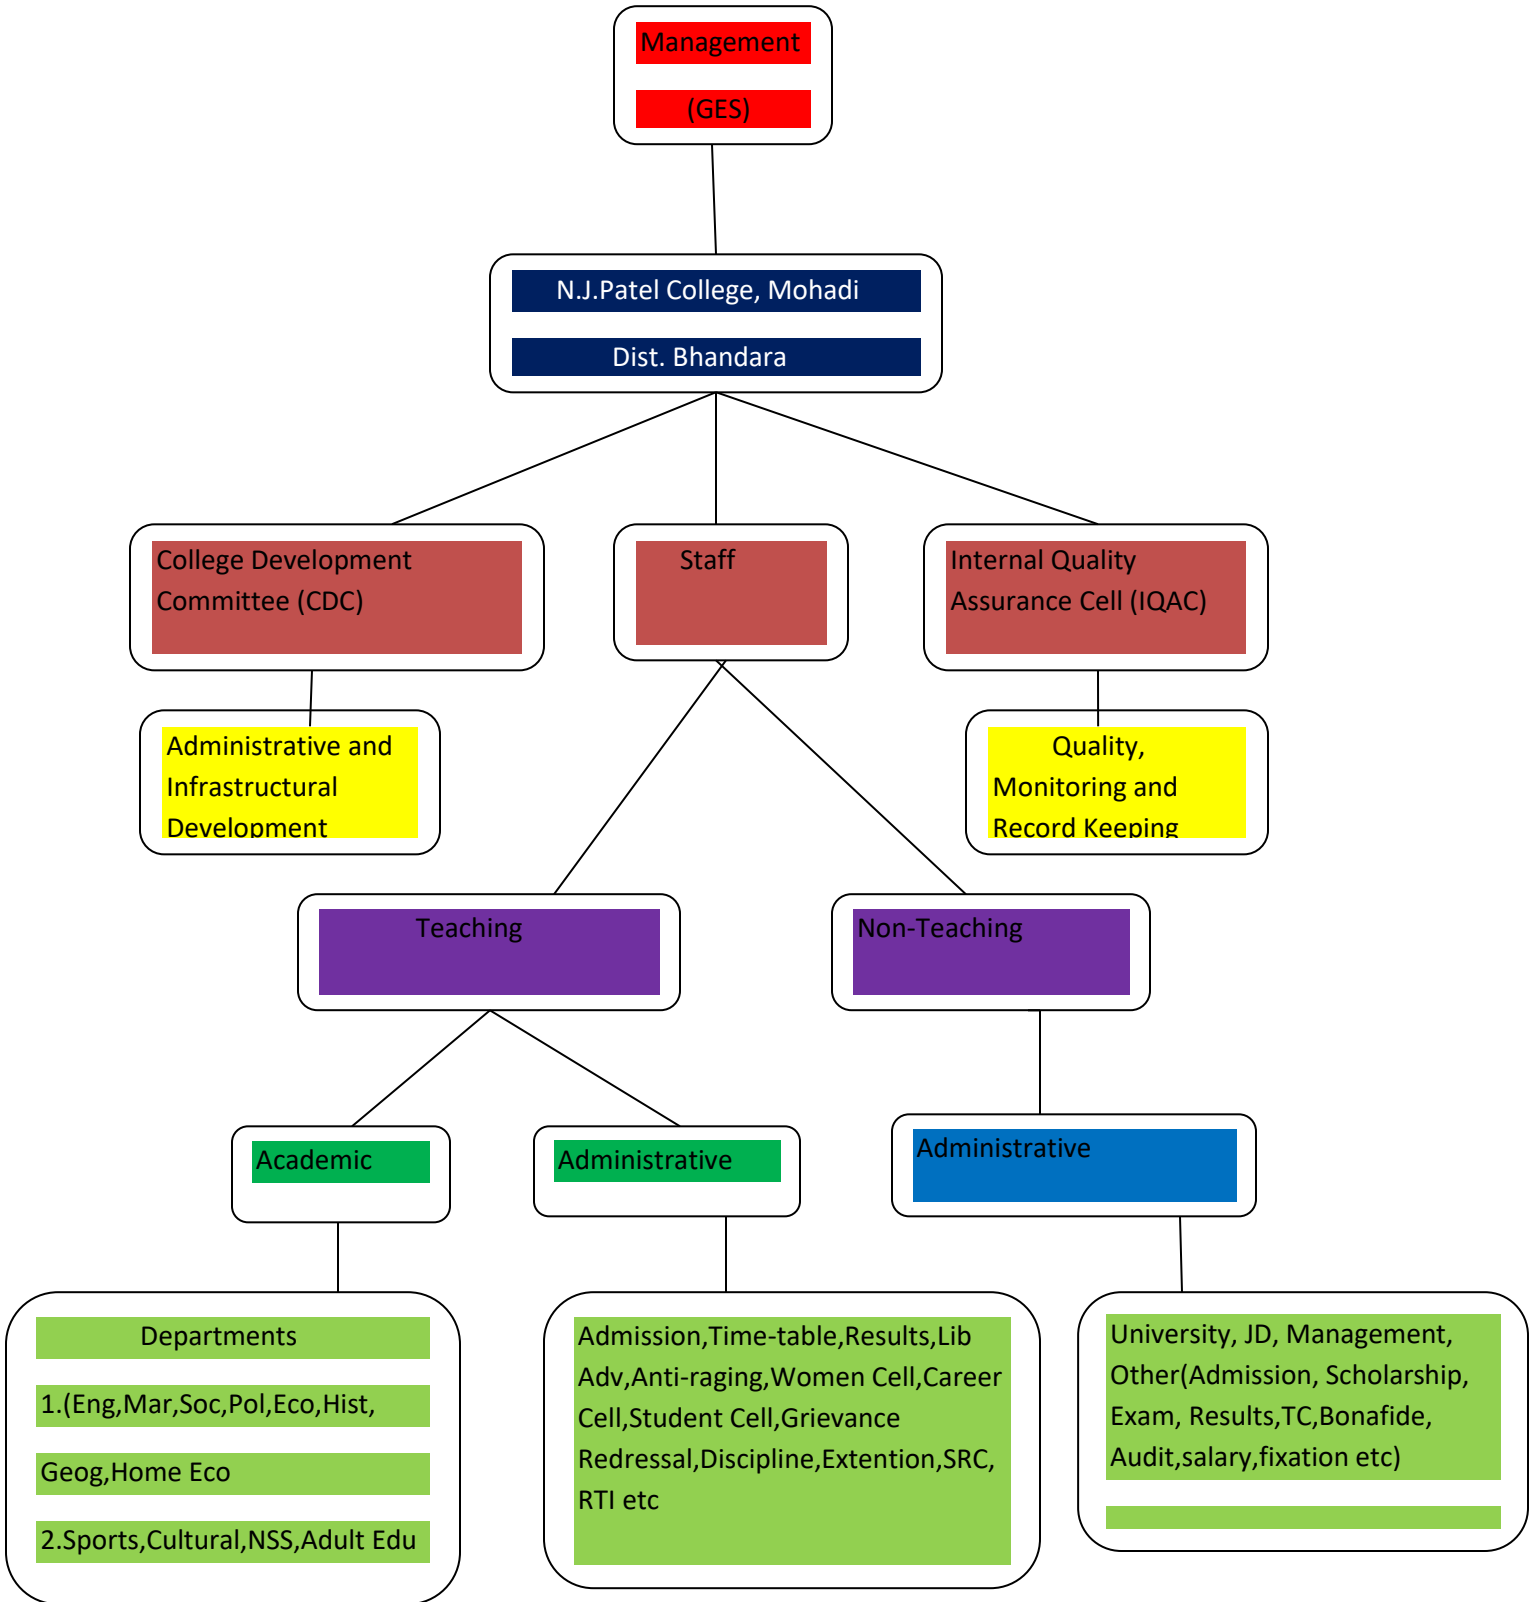 Management
(GES)
N.J.Patel College, Mohadi
Dist. Bhandara
College Development
Committee (CDC)
Staff
Internal Quality
Assurance Cell (IQAC)
Administrative and
Infrastructural
Development
Quality,
Monitoring and
Record Keeping
Teaching
Non-Teaching
Academic
Administrative
Administrative
Departments
1.(Eng,Mar,Soc,Pol,Eco,Hist,
Geog,Home Eco
2.Sports,Cultural,NSS,Adult Edu
Admission,Time-table,Results,Lib
Adv,Anti-raging,Women Cell,Career
Cell,Student Cell,Grievance
Redressal,Discipline,Extention,SRC,
RTI etc
University, JD, Management,
Other(Admission, Scholarship,
Exam, Results,TC,Bonafide,
Audit,salary,fixation etc)